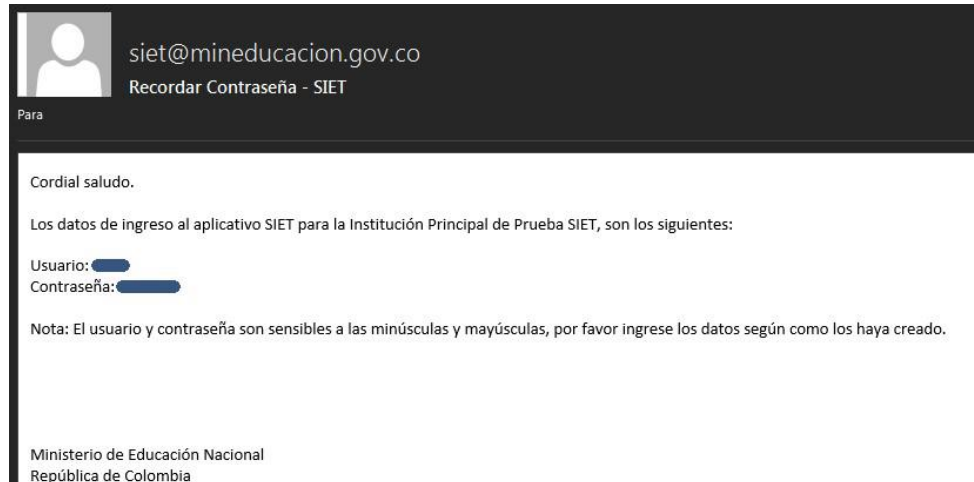 siet@mineducacion.gov.co
Recordar Contraseña - SIET
Para
Cordial saludo.
Los datos de ingreso al aplicativo SIET para la Institución Principal de Prueba SIET, son los siguientes:
Usuario:
Contraseña:
Nota: El usuario y contraseña son sensibles a las minúsculas y mayúsculas, por favor ingrese los datos según como los haya creado.
Ministerio de Educación Nacional
República de Colombia